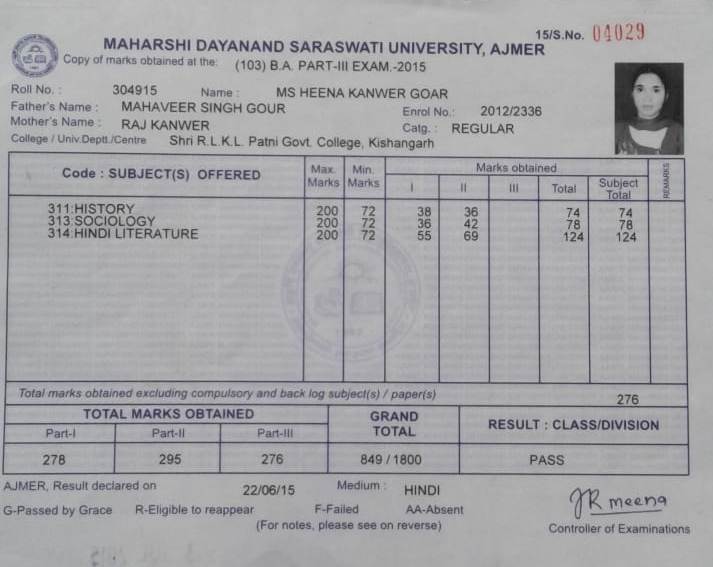 15/S.No. 04029
MAHARSHI DAYANAND SARASWATI UNIVERSITY, AJMER
Copy of marks obtained at the: (103) B.A. PART-III EXAM.-2015
Roll No. : 304915 Name : MS HEENA KANWER GOAR
Father's Name : MAHAVEER SINGH GOUR Enrol No.: 2012/2336
Mother's Name : RAJ KANWER Catg. : REGULAR
College / Univ.Deptt./Centre Shri R.L.K.L. Patni Govt. College, Kishangarh
Code : SUBJECT(S) OFFERED Max. Marks Min. Marks Marks obtained REMARKS
I II III Total Subject Total
311:HISTORY 200 72 38 36 74 74
313:SOCIOLOGY 200 72 36 42 78 78
314:HINDI LITERATURE 200 72 55 69 124 124
Total marks obtained excluding compulsory and back log subject(s) / paper(s) 276
TOTAL MARKS OBTAINED GRAND TOTAL RESULT : CLASS/DIVISION
Part-I Part-II Part-III
278 295 276 849 / 1800 PASS
AJMER, Result declared on 22/06/15 Medium : HINDI
G-Passed by Grace R-Eligible to reappear F-Failed AA-Absent
(For notes, please see on reverse)
JR meena
Controller of Examinations